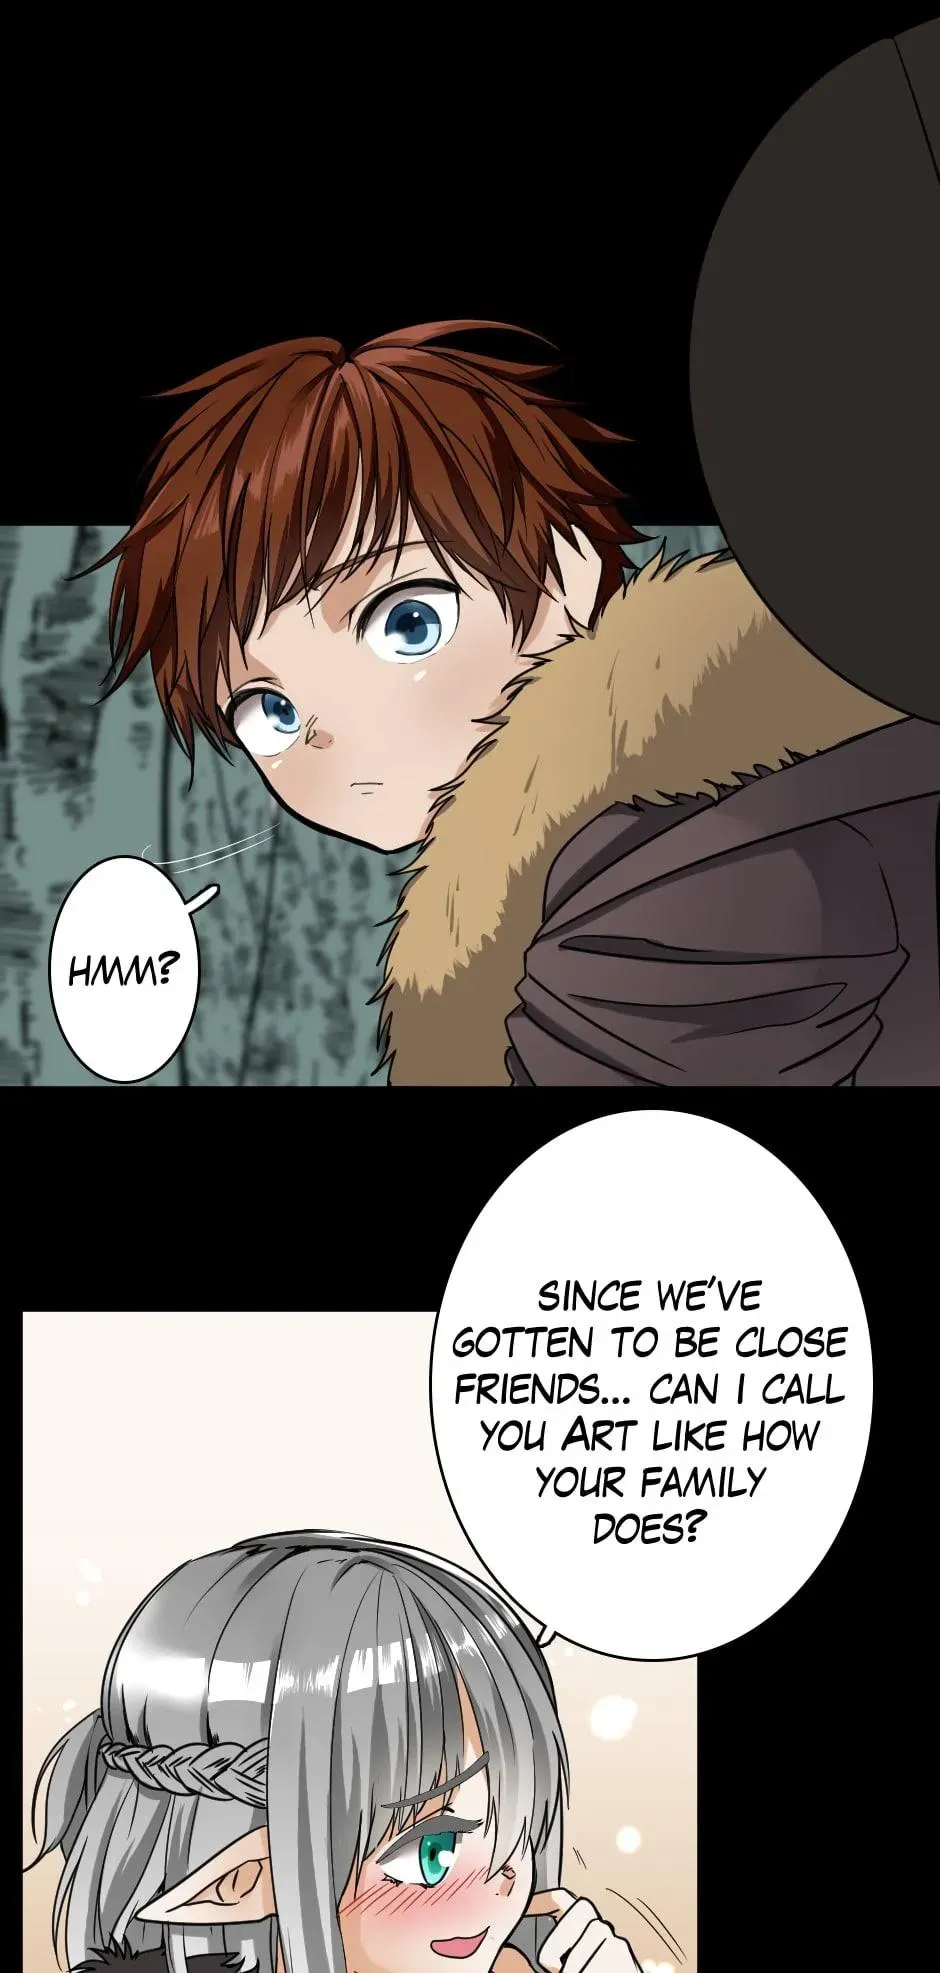 HMM?
SINCE WE'VE
GOTTEN TO BE CLOSE
FRIENDS... CAN I CALL
YOU ART LIKE HOW
YOUR FAMILY
DOES?